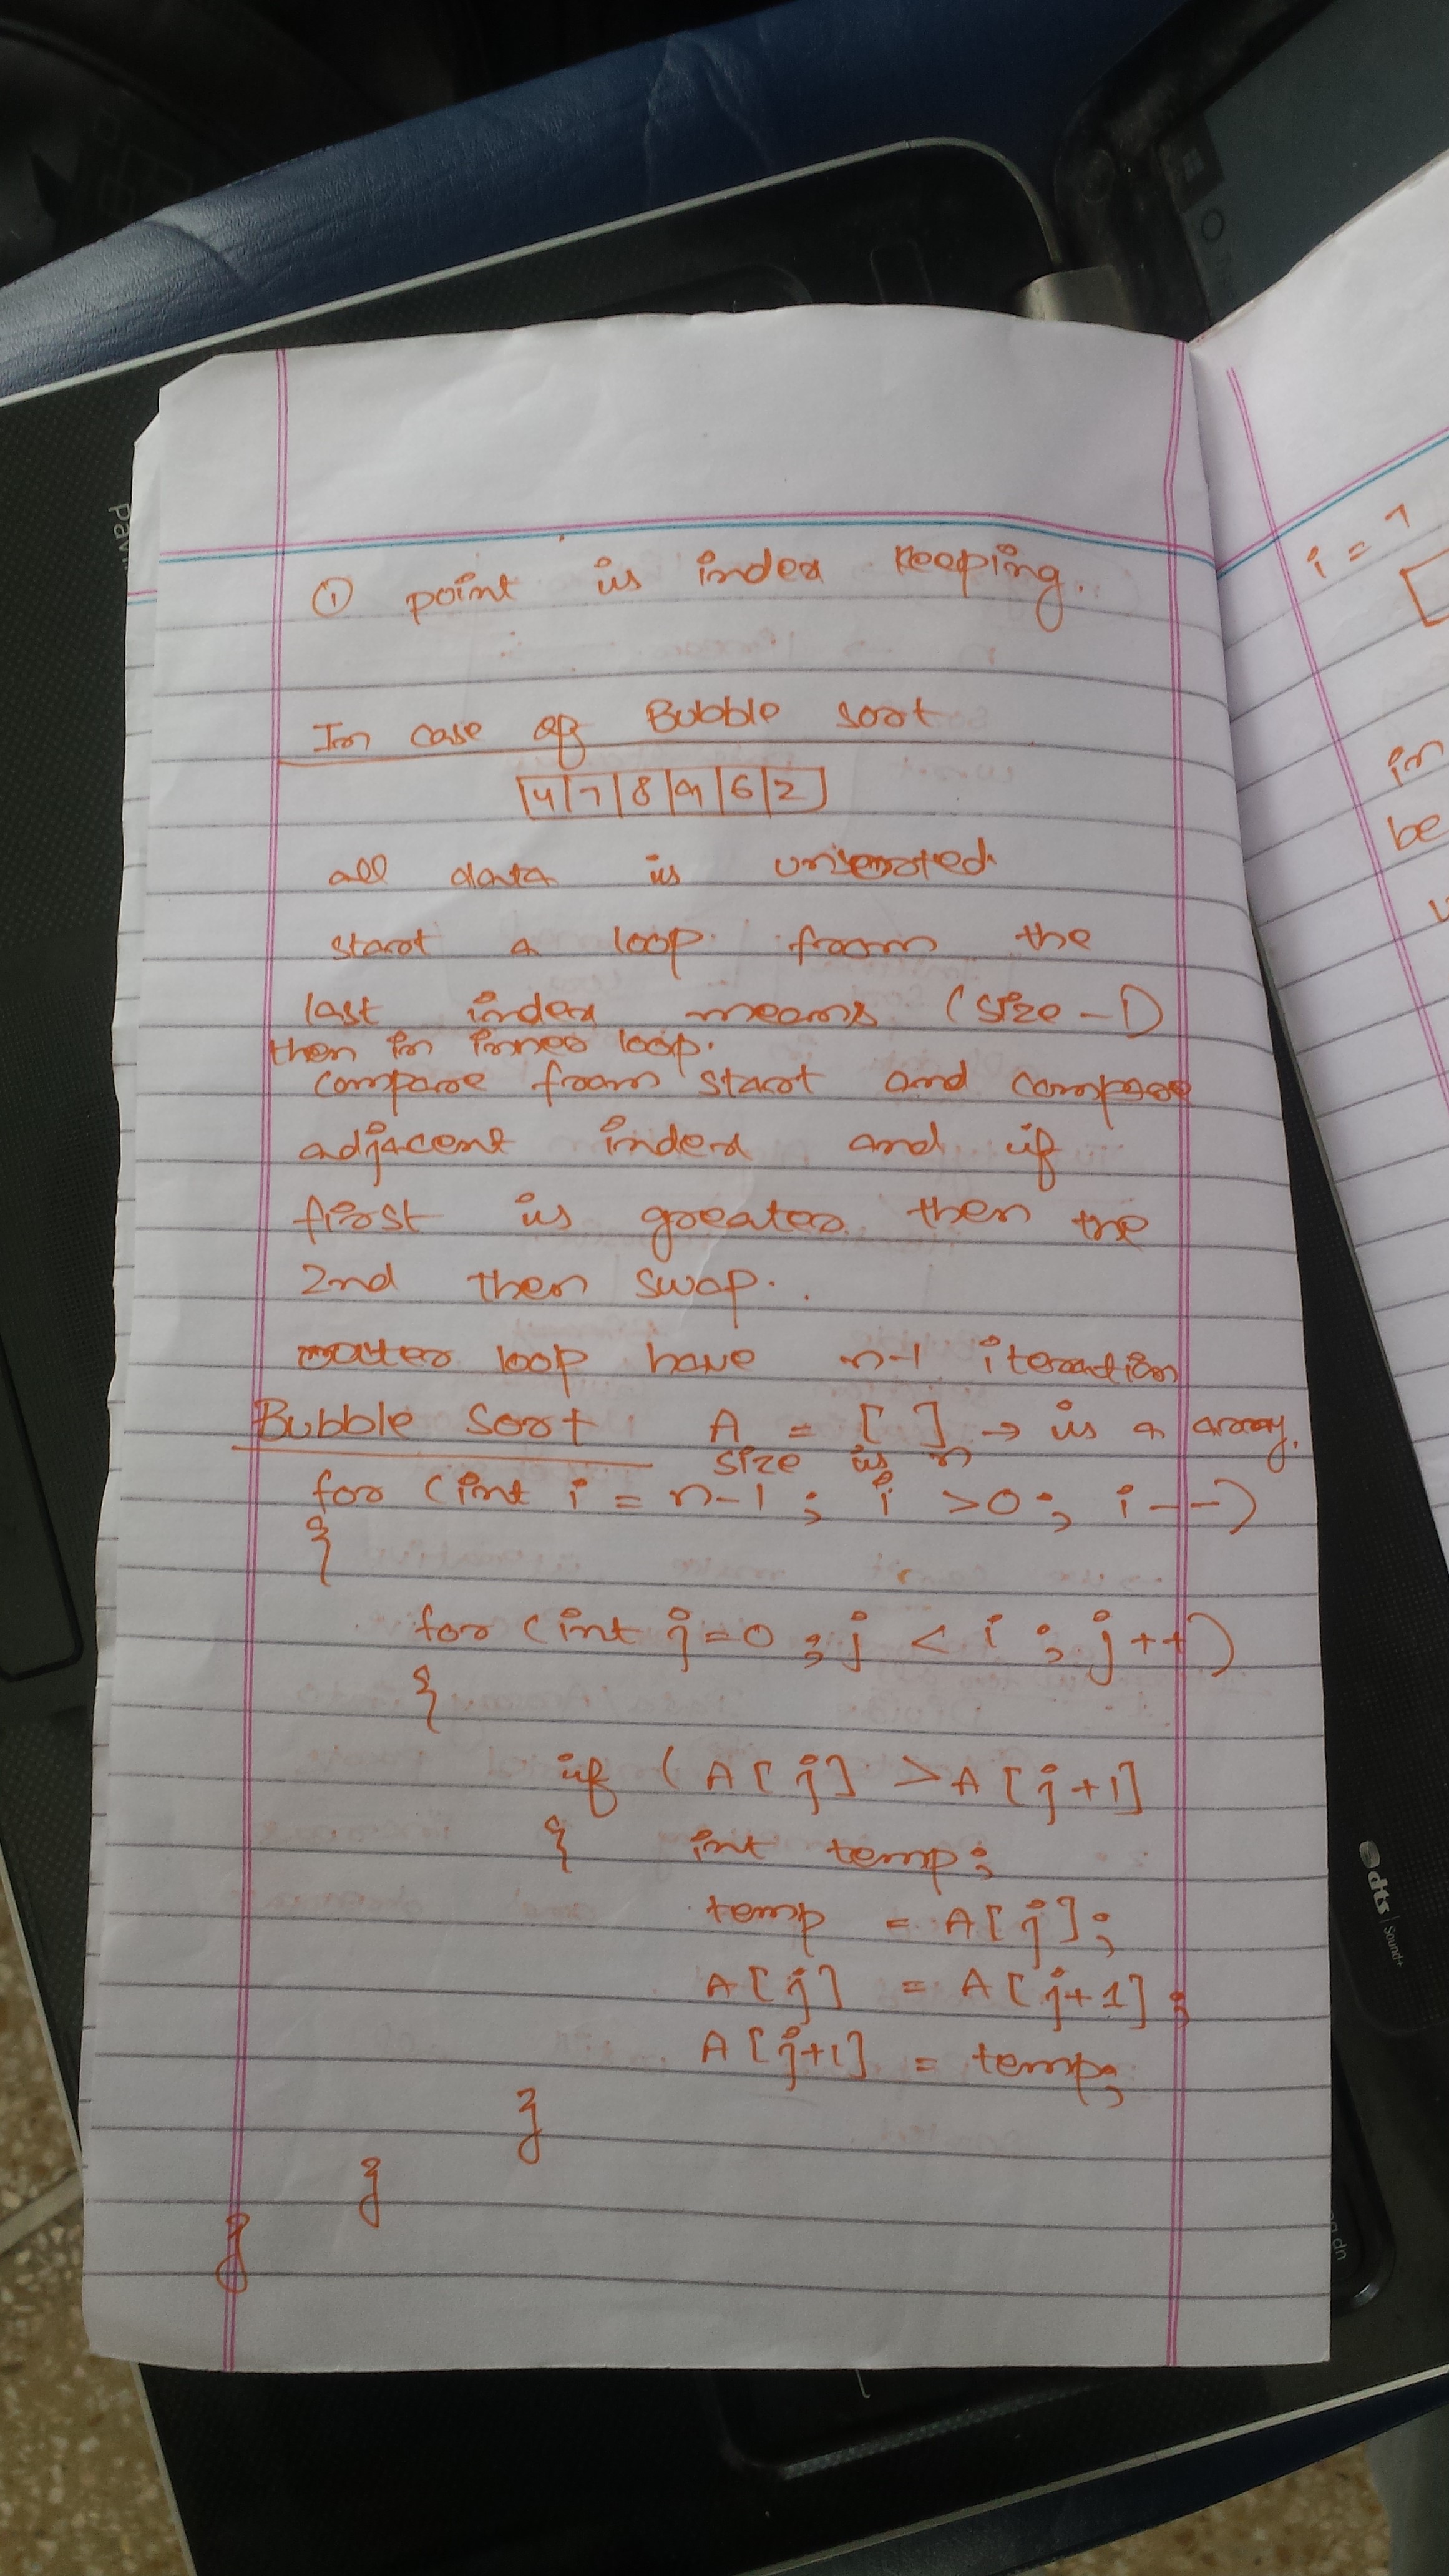 ① point is index keeping.
In case of Bubble sort
4 7 8 9 6 2
all data is unsorted
start a loop from the
last index means (size-1)
then in inner loop.
compare from start and compare
adjacent index and if
first is greater then the
2nd then swap.
outer loop have n-1 iteration
Bubble Sort A = [ ] → is a array.
size is n
for (int i = n-1 ; i >0 ; i--)
{
for (int j=0 ; j < i ; j++)
{
if (A[j] >A[j+1]
{ int temp;
temp = A[j];
A[j] = A[j+1];
A[j+1] = temp;
}
}
}
i = 7
in
be
Pavi
dts Sound+